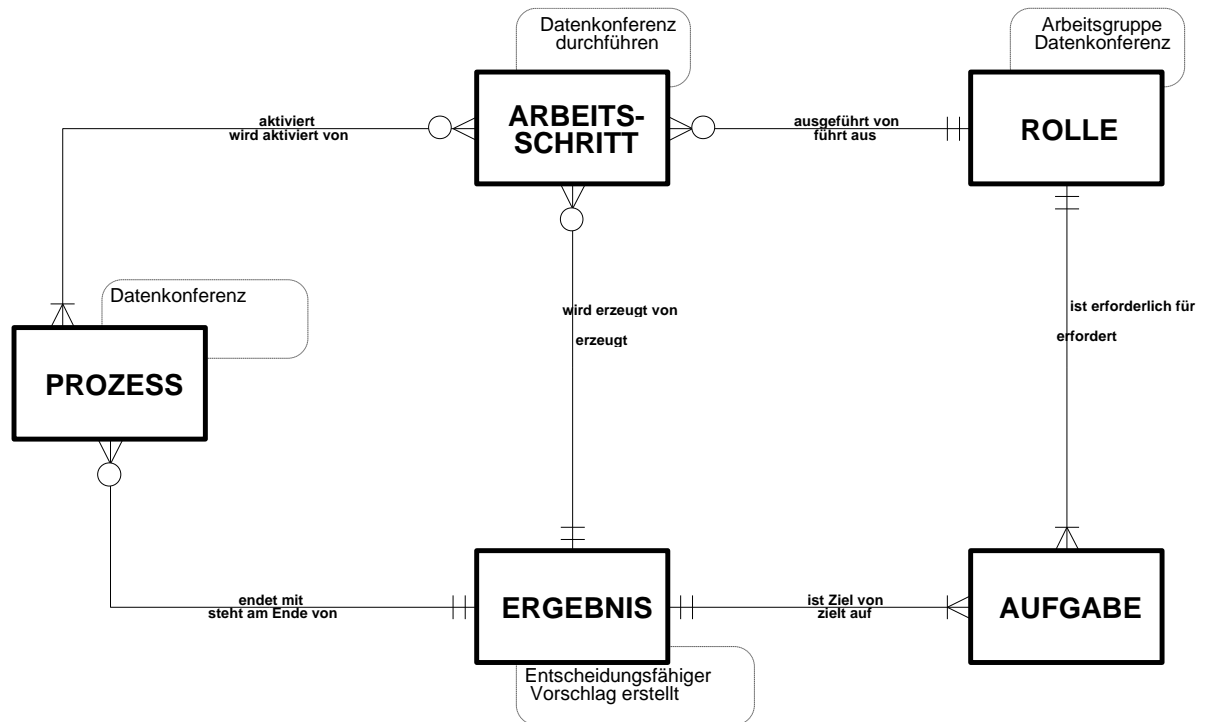 Datenkonferenz
durchführen
Arbeitsgruppe
Datenkonferenz
ARBEITS-
SCHRITT
ROLLE
aktiviert
wird aktiviert von
ausgeführt von
führt aus
Datenkonferenz
PROZESS
wird erzeugt von
erzeugt
ist erforderlich für
erfordert
endet mit
steht am Ende von
ERGEBNIS
ist Ziel von
zielt auf
AUFGABE
Entscheidungsfähiger
Vorschlag erstellt